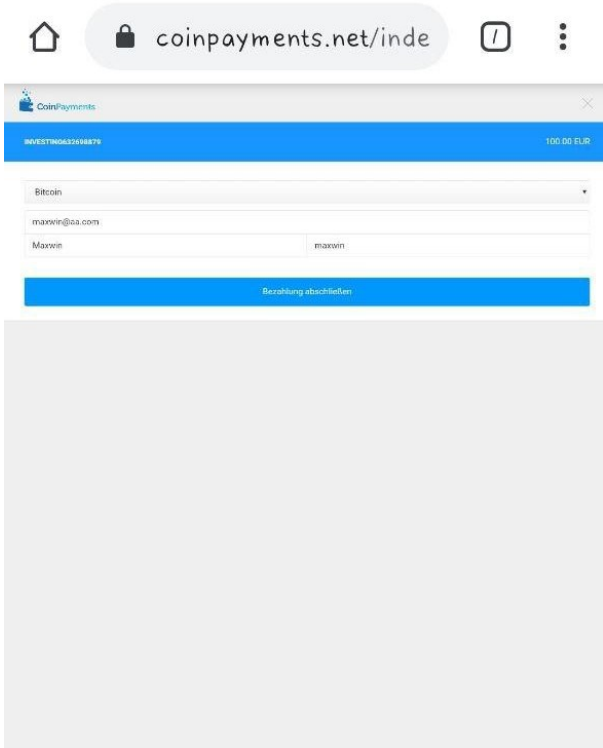 coinpayments.net/inde
CoinPayments
INVESTING632698879 100.00 EUR
Bitcoin
maxwin@aa.com
Maxwin maxwin
Bezahlung abschließen